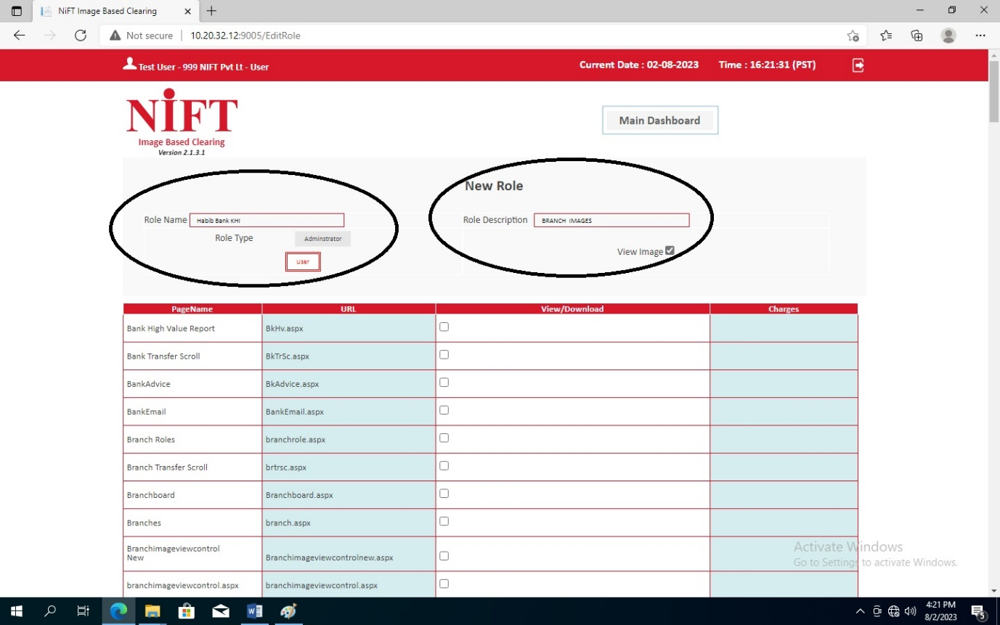 NiFT Image Based Clearing
Not secure | 10.20.32.12:9005/EditRole
Test User - 999 NIFT Pvt Lt - User
Current Date : 02-08-2023 Time : 16:21:31 (PST)
NiFT
Image Based Clearing
Version 2.1.3.1
Main Dashboard
New Role
Role Name Habib Bank KHI Role Description BRANCH IMAGES
Role Type Adminstrator
View Image
User
PageName URL View/Download Charges
Bank High Value Report BkHv.aspx
Bank Transfer Scroll BkTrSc.aspx
BankAdvice BkAdvice.aspx
BankEmail BankEmail.aspx
Branch Roles branchrole.aspx
Branch Transfer Scroll brtrsc.aspx
Branchboard Branchboard.aspx
Branches branch.aspx
Branchimageviewcontrol
New Branchimageviewcontrolnew.aspx
branchimageviewcontrol.aspx branchimageviewcontrol.aspx
Activate Windows
Go to Settings to activate Windows.
4:21 PM
8/2/2023
5